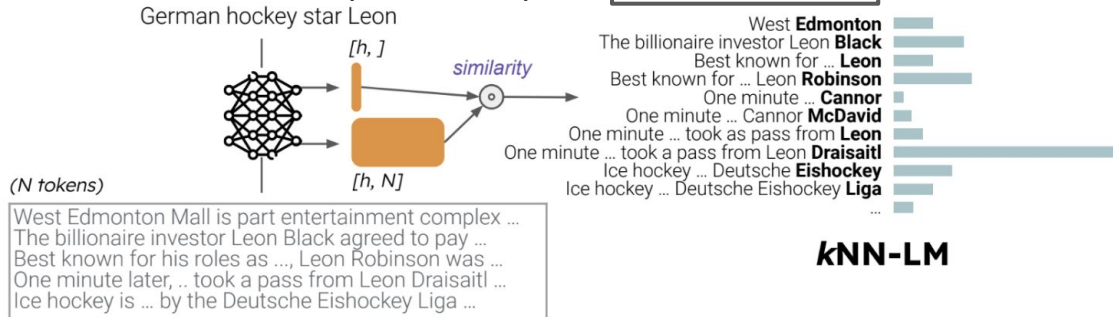 German hockey star Leon
[h, ]
similarity
[h, N]
(N tokens)
West Edmonton Mall is part entertainment complex ...
The billionaire investor Leon Black agreed to pay ...
Best known for his roles as ..., Leon Robinson was ...
One minute later, .. took a pass from Leon Draisaitl ...
Ice hockey is ... by the Deutsche Eishockey Liga ...
West Edmonton
The billionaire investor Leon Black
Best known for ... Leon
Best known for ... Leon Robinson
One minute ... Cannor
One minute ... Cannor McDavid
One minute ... took as pass from Leon
One minute ... took a pass from Leon Draisaitl
Ice hockey ... Deutsche Eishockey
Ice hockey ... Deutsche Eishockey Liga
...
kNN-LM